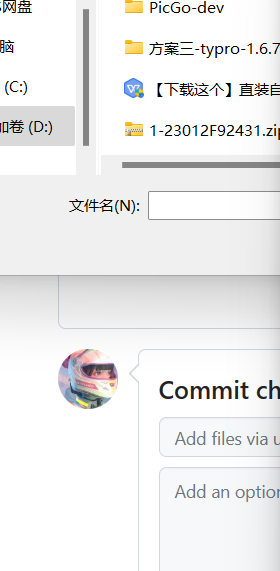 网盘
PicGo-dev
脑
方案三-typro-1.6.7
(C:)
【下载这个】直装自
加卷 (D:)
1-23012F92431.zip
文件名(N):
Commit ch
Add files via u
Add an option